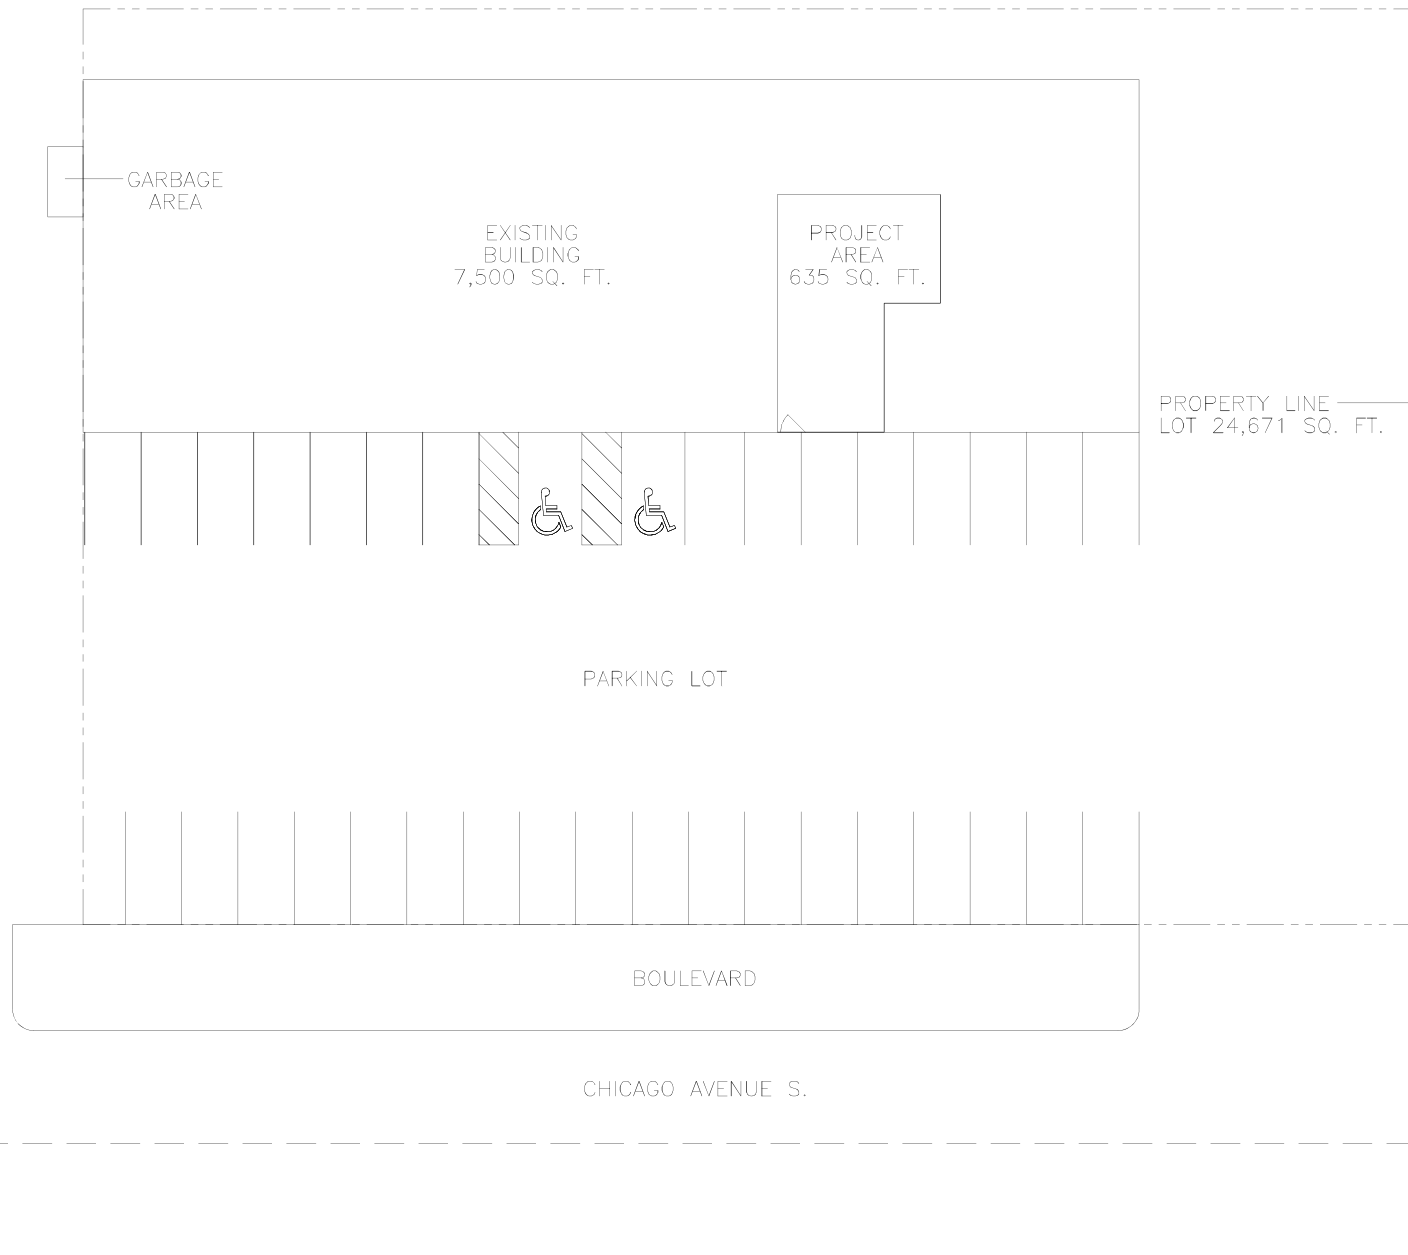 GARBAGE
AREA
EXISTING
BUILDING
7,500 SQ. FT.
PROJECT
AREA
635 SQ. FT.
PROPERTY LINE
LOT 24,671 SQ. FT.
PARKING LOT
BOULEVARD
CHICAGO AVENUE S.